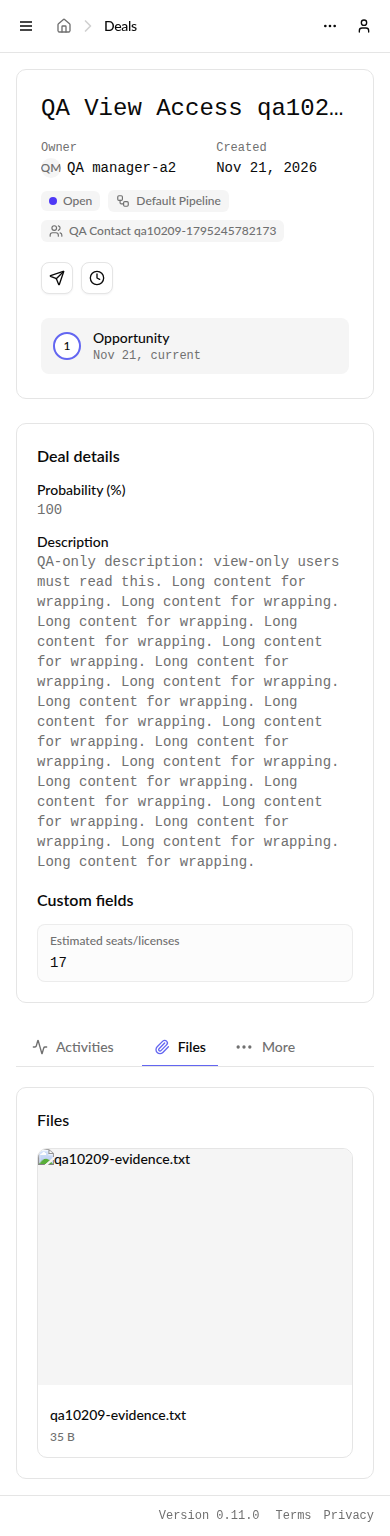 Deals
QA View Access qa102…
Owner
Created
QM QA manager-a2
Nov 21, 2026
Open
Default Pipeline
QA Contact qa10209-1795245782173
1
Opportunity
Nov 21, current
Deal details
Probability (%)
100
Description
QA-only description: view-only users
must read this. Long content for
wrapping. Long content for wrapping.
Long content for wrapping. Long
content for wrapping. Long content
for wrapping. Long content for
wrapping. Long content for wrapping.
Long content for wrapping. Long
content for wrapping. Long content
for wrapping. Long content for
wrapping. Long content for wrapping.
Long content for wrapping. Long
content for wrapping. Long content
for wrapping. Long content for
wrapping. Long content for wrapping.
Long content for wrapping.
Custom fields
Estimated seats/licenses
17
Activities
Files
More
Files
qa10209-evidence.txt
qa10209-evidence.txt
35 B
Version 0.11.0
Terms
Privacy